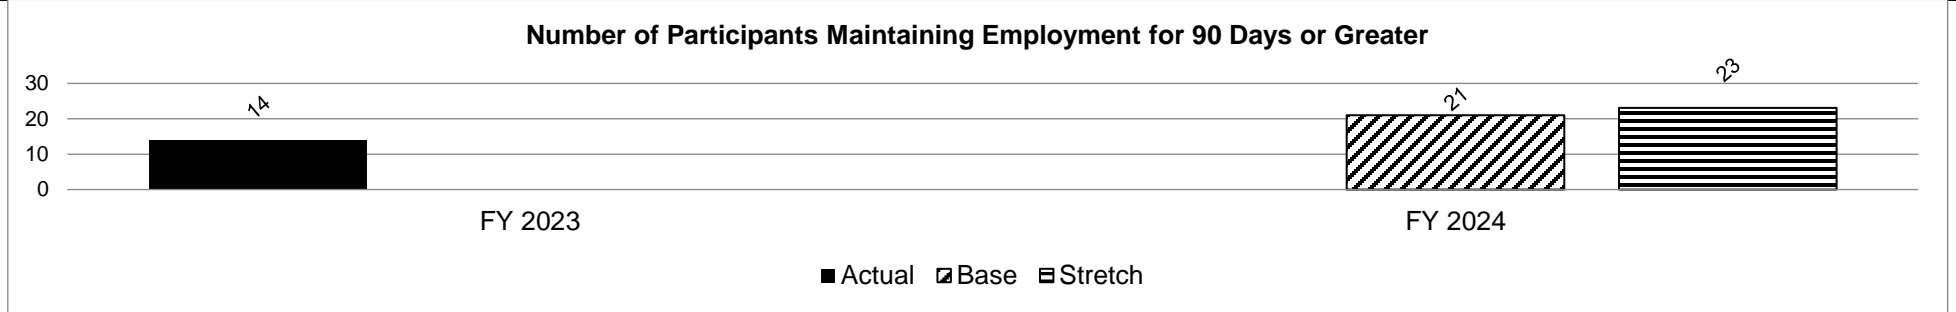 Number of Participants Maintaining Employment for 90 Days or Greater
30
20
10
0
14
21
23
FY 2023
FY 2024
Actual Base Stretch